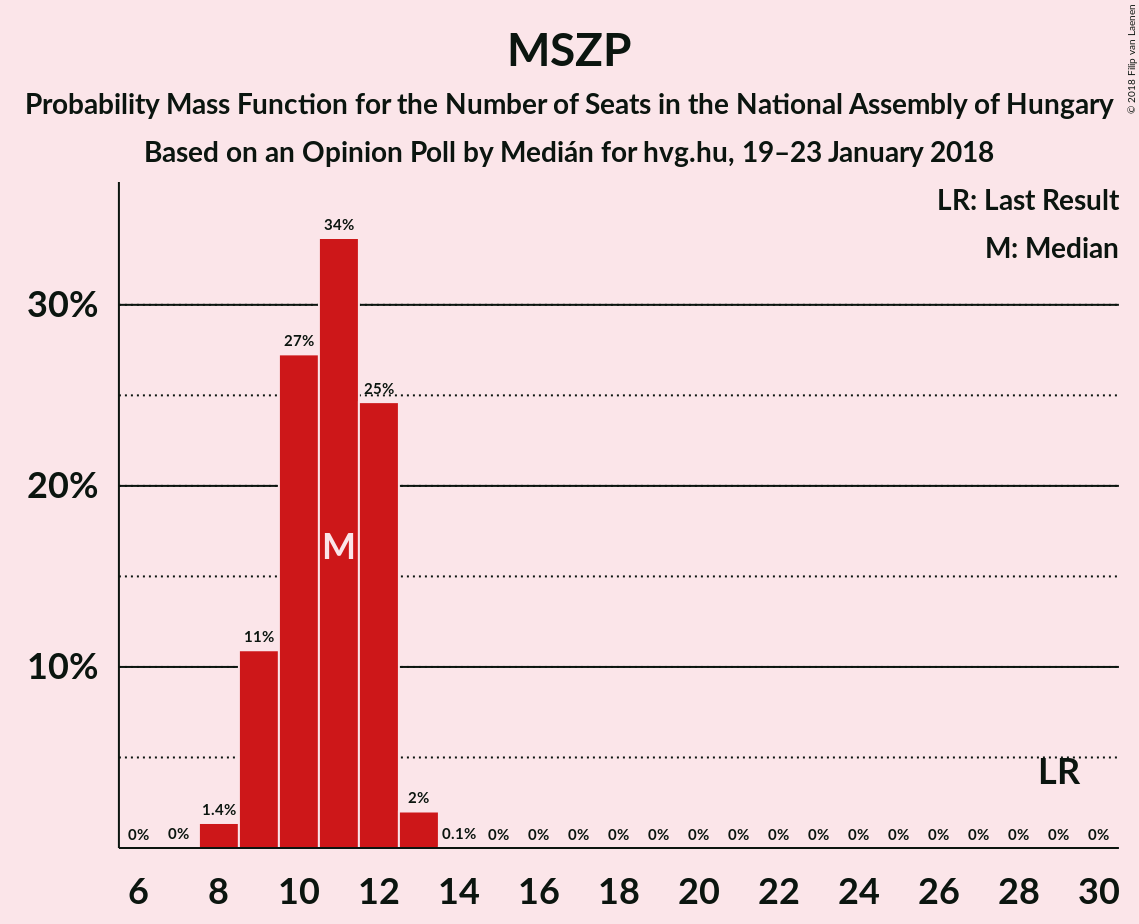 MSZP
Probability Mass Function for the Number of Seats in the National Assembly of Hungary
Based on an Opinion Poll by Medián for hvg.hu, 19–23 January 2018
© 2018 Filip van Laenen
LR: Last Result
M: Median
34%
30%
27%
25%
20%
M
11%
10%
LR
1.4%
2%
0% 0% 0.1% 0% 0% 0% 0% 0% 0% 0% 0% 0% 0% 0% 0% 0% 0% 0%
6 8 10 12 14 16 18 20 22 24 26 28 30